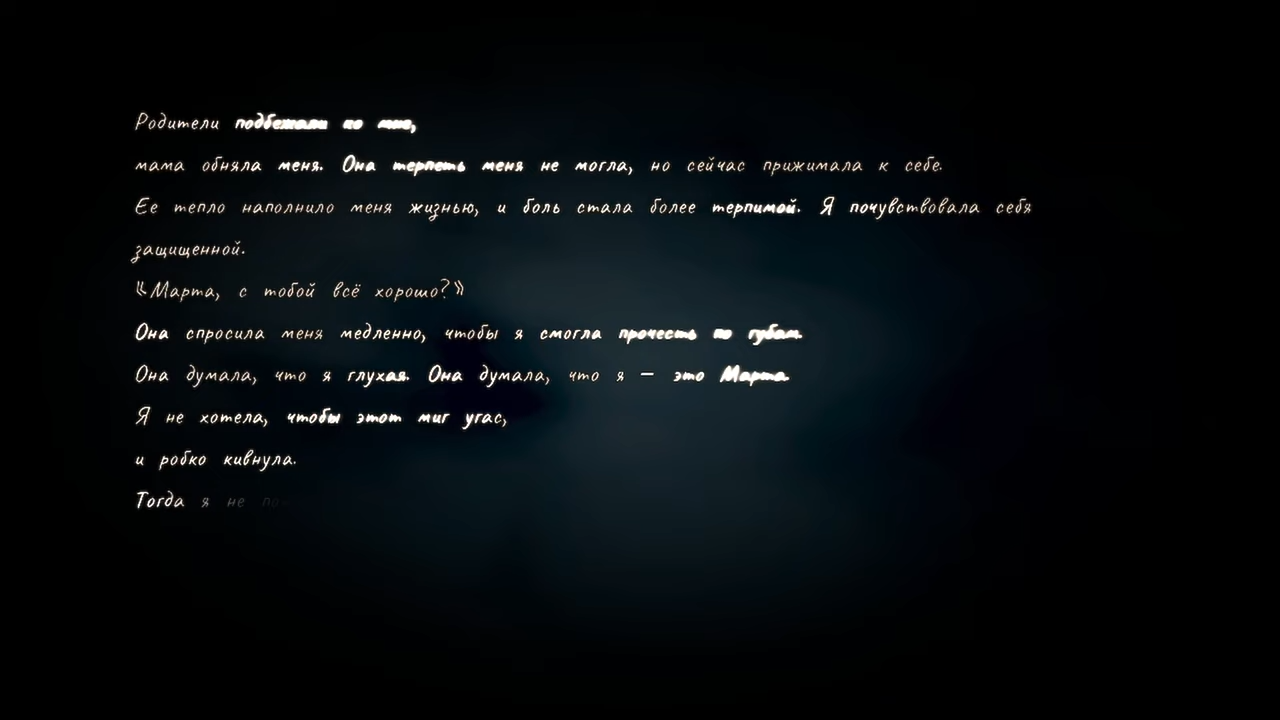 Родители подбежали ко мне,
мама обняла меня. Она терпеть меня не могла, но сейчас прижимала к себе.
Ее тепло наполнило меня жизнью, и боль стала более терпимой. Я почувствовала себя
защищенной.
《Марта, с тобой всё хорошо?》
Она спросила меня медленно, чтобы я смогла прочесть по губам.
Она думала, что я глухая. Она думала, что я — это Марта.
Я не хотела, чтобы этот миг угас,
и робко кивнула.
Тогда я не